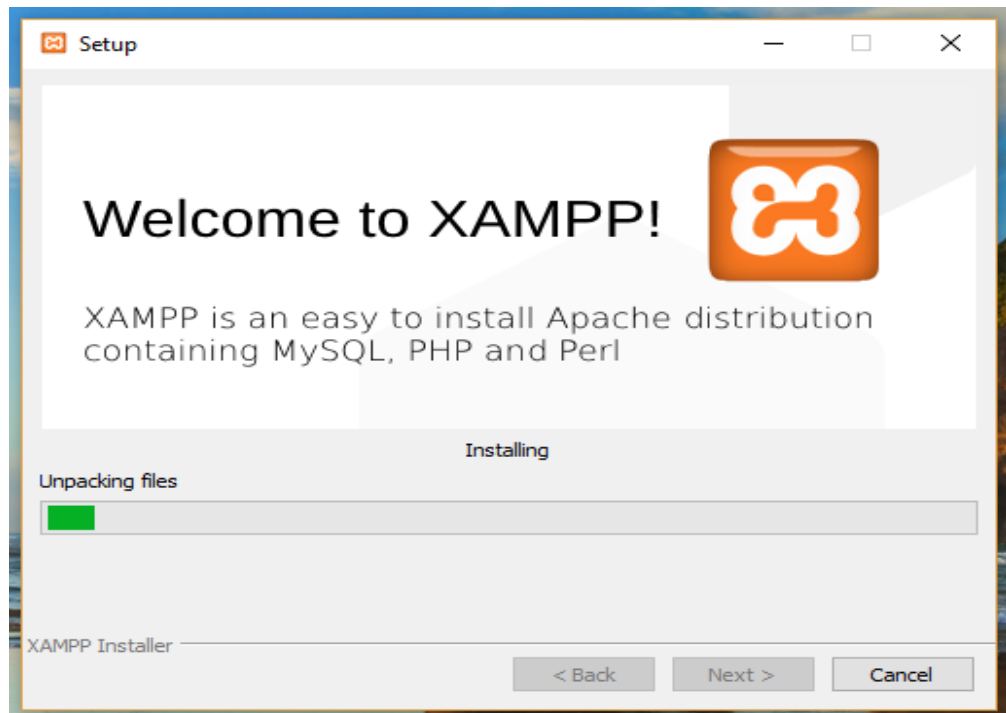 Setup
Welcome to XAMPP!
XAMPP is an easy to install Apache distribution
containing MySQL, PHP and Perl
Installing
Unpacking files
XAMPP Installer
< Back
Next >
Cancel